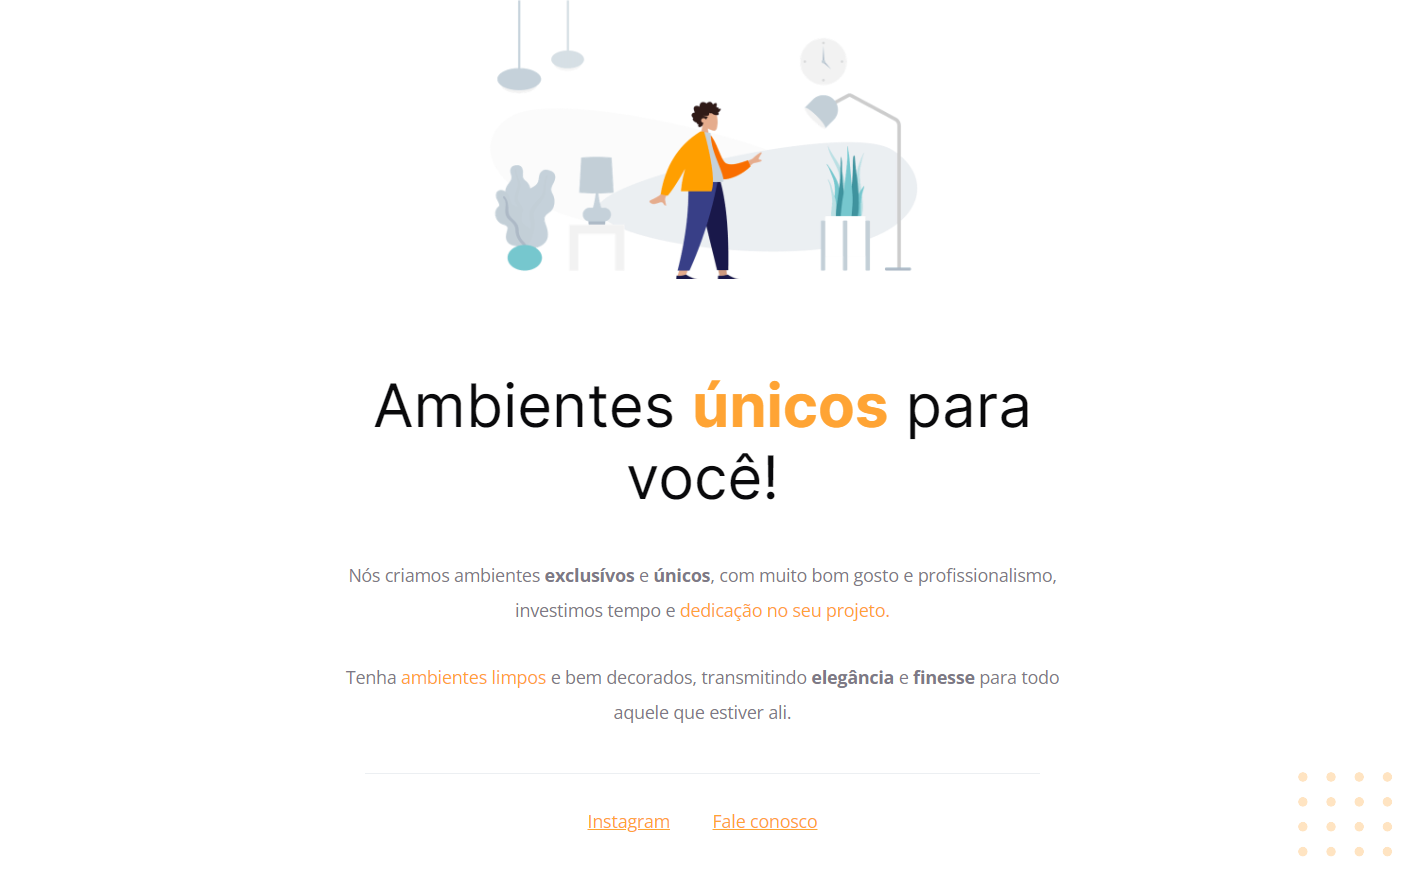 Ambientes únicos para
você!
Nós criamos ambientes exclusívos e únicos, com muito bom gosto e profissionalismo,
investimos tempo e dedicação no seu projeto.
Tenha ambientes limpos e bem decorados, transmitindo elegância e finesse para todo
aquele que estiver ali.
Instagram Fale conosco